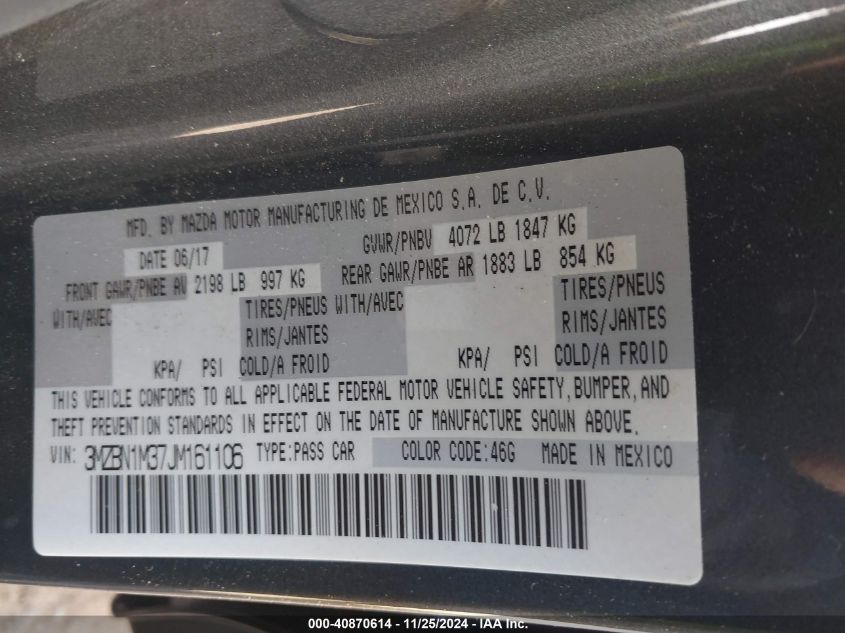 MFD. BY MAZDA MOTOR MANUFACTURING DE MEXICO S.A. DE C.V.
DATE 06/17 GVWR/PNBV 4072 LB 1847 KG
FRONT GAWR/PNBE AV 2198 LB 997 KG REAR GAWR/PNBE AR 1883 LB 854 KG
WITH/AVEC TIRES/PNEUS WITH/AVEC TIRES/PNEUS
RIMS/JANTES RIMS/JANTES
KPA/ PSI COLD/A FROID KPA/ PSI COLD/A FROID
THIS VEHICLE CONFORMS TO ALL APPLICABLE FEDERAL MOTOR VEHICLE SAFETY, BUMPER, AND
THEFT PREVENTION STANDARDS IN EFFECT ON THE DATE OF MANUFACTURE SHOWN ABOVE.
VIN: 3MZBN1M37JM161106 TYPE:PASS CAR COLOR CODE:46G MADE IN MEXICO
000-40870614 - 11/25/2024 - IAA Inc.